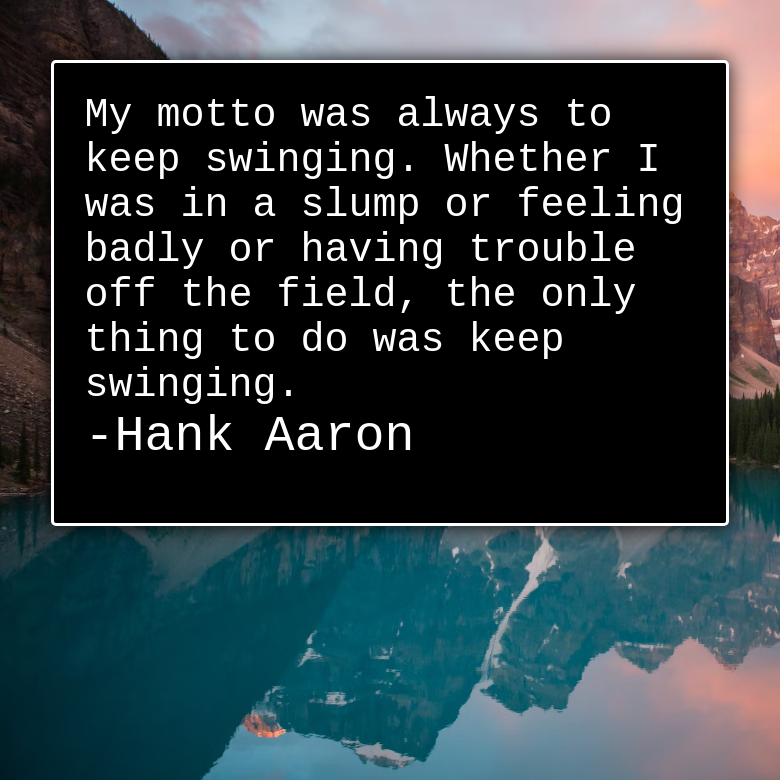 My motto was always to
keep swinging. Whether I
was in a slump or feeling
badly or having trouble
off the field, the only
thing to do was keep
swinging.
-Hank Aaron